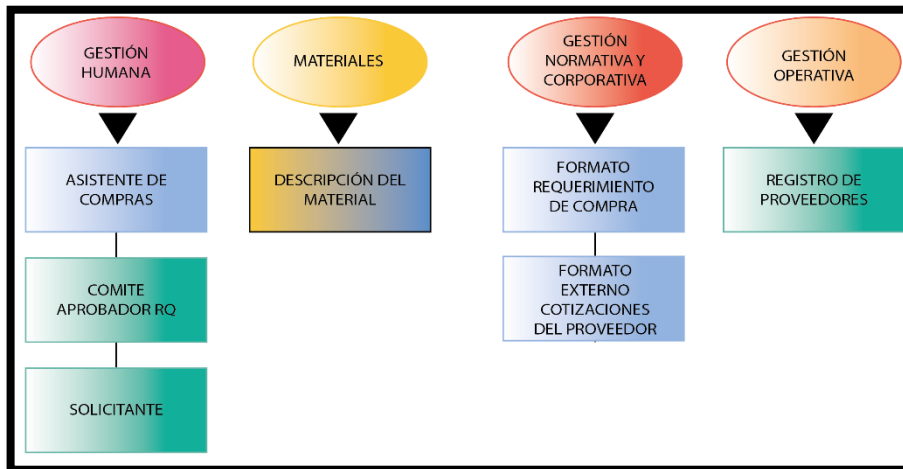 GESTIÓN
HUMANA
MATERIALES
GESTIÓN
NORMATIVA Y
CORPORATIVA
GESTIÓN
OPERATIVA
ASISTENTE DE
COMPRAS
DESCRIPCIÓN DEL
MATERIAL
FORMATO
REQUERIMIENTO
DE COMPRA
REGISTRO DE
PROVEEDORES
COMITE
APROBADOR RQ
FORMATO
EXTERNO
COTIZACIONES
DEL PROVEEDOR
SOLICITANTE